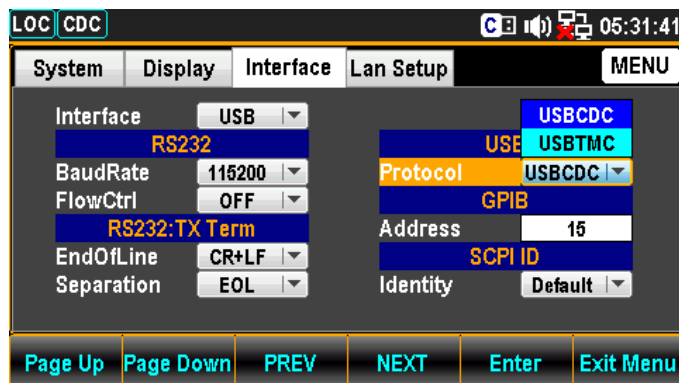 LOC CDC C 05:31:41
System Display Interface Lan Setup MENU
Interface USB USBCDC
RS232 USB USBTMC
BaudRate 115200 Protocol USBCDC
FlowCtrl OFF GPIB
RS232:TX Term Address 15
EndOfLine CR+LF SCPI ID
Separation EOL Identity Default
Page Up Page Down PREV NEXT Enter Exit Menu